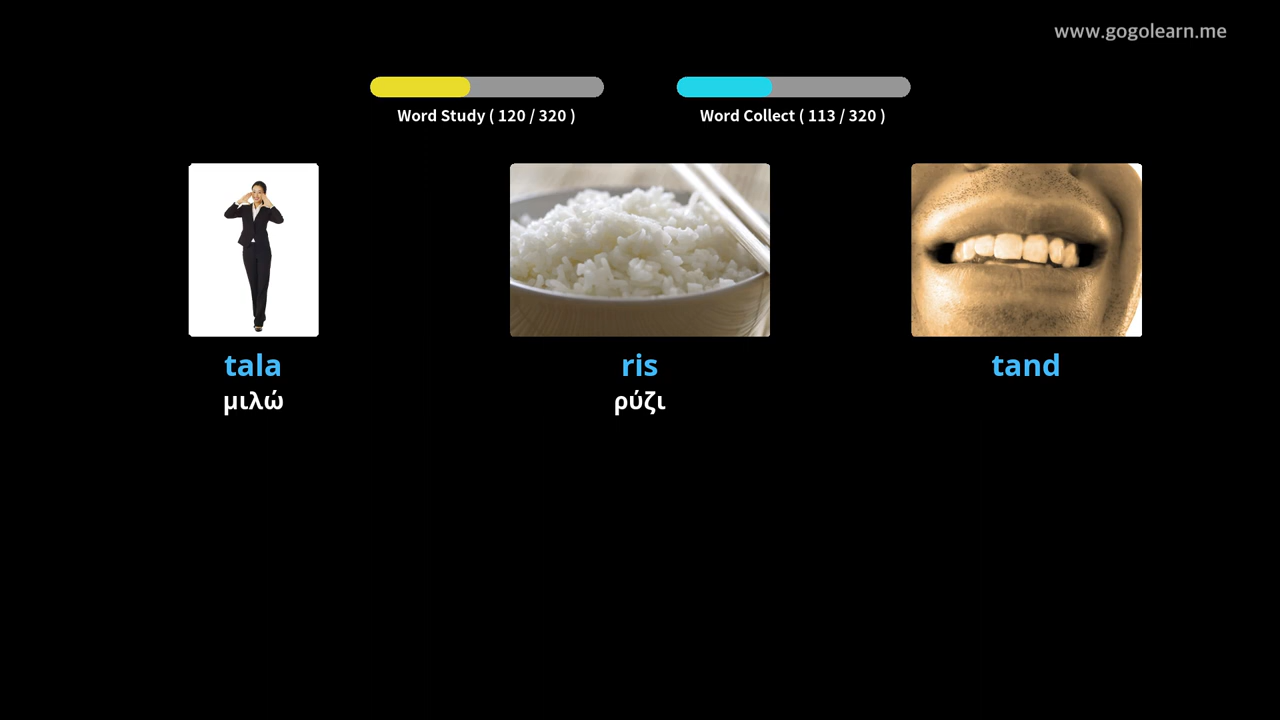 www.gogolearn.me
Word Study ( 120 / 320 )
Word Collect ( 113 / 320 )
tala
μιλώ
ris
ρύζι
tand